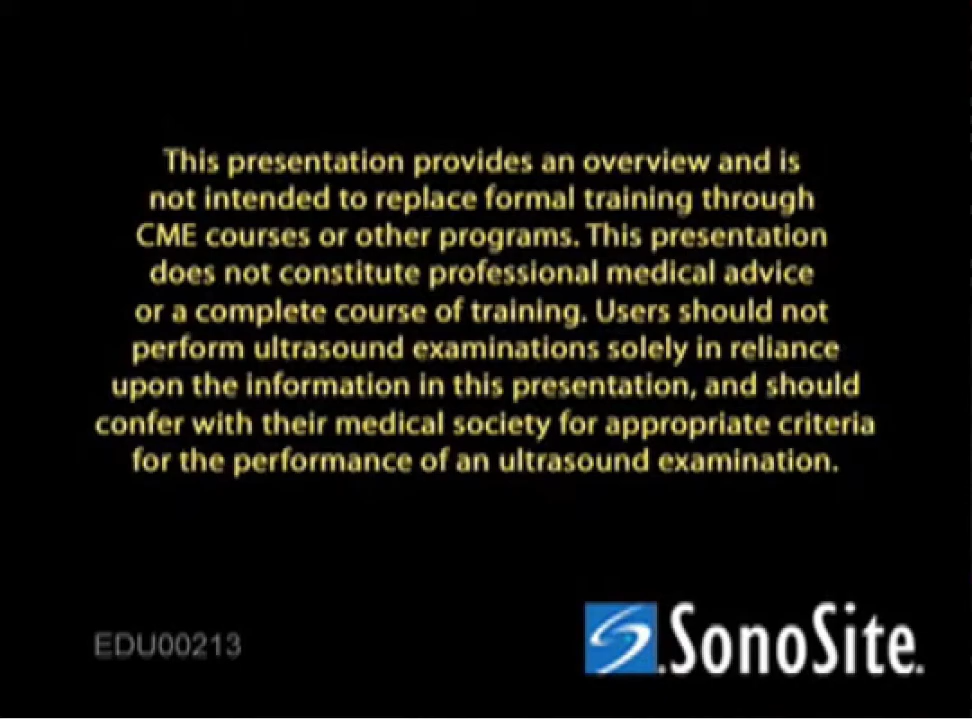 This presentation provides an overview and is
not intended to replace formal training through
CME courses or other programs. This presentation
does not constitute professional medical advice
or a complete course of training. Users should not
perform ultrasound examinations solely in reliance
upon the information in this presentation, and should
confer with their medical society for appropriate criteria
for the performance of an ultrasound examination.
EDU00213
SonoSite.